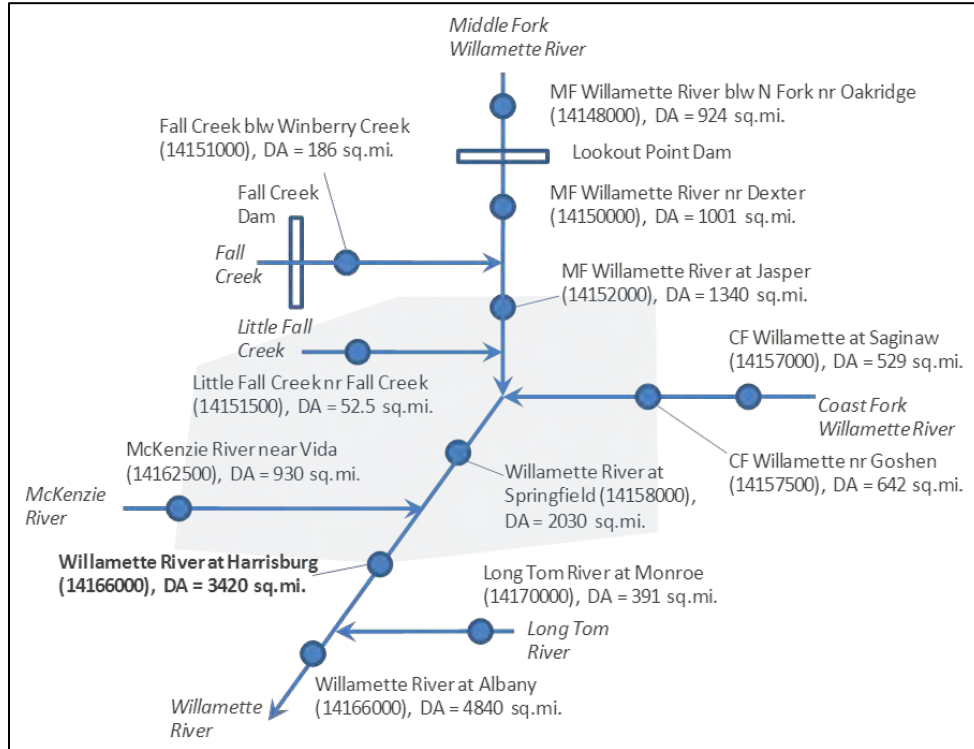 Middle Fork
Willamette River
MF Willamette River blw N Fork nr Oakridge
(14148000), DA = 924 sq.mi.
Fall Creek blw Winberry Creek
(14151000), DA = 186 sq.mi.
Lookout Point Dam
Fall Creek
Dam
MF Willamette River nr Dexter
(14150000), DA = 1001 sq.mi.
Fall
Creek
MF Willamette River at Jasper
(14152000), DA = 1340 sq.mi.
Little Fall
Creek
CF Willamette at Saginaw
(14157000), DA = 529 sq.mi.
Little Fall Creek nr Fall Creek
(14151500), DA = 52.5 sq.mi.
Coast Fork
Willamette River
McKenzie River near Vida
(14162500), DA = 930 sq.mi.
Willamette River at
Springfield (14158000),
DA = 2030 sq.mi.
CF Willamette nr Goshen
(14157500), DA = 642 sq.mi.
McKenzie
River
Willamette River at Harrisburg
(14166000), DA = 3420 sq.mi.
Long Tom River at Monroe
(14170000), DA = 391 sq.mi.
Long Tom
River
Willamette River at Albany
(14166000), DA = 4840 sq.mi.
Willamette
River